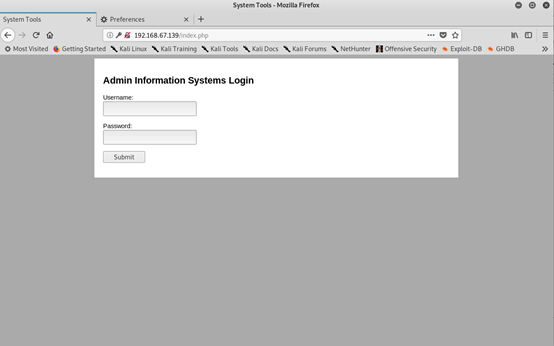 System Tools - Mozilla Firefox
System Tools
Preferences
192.168.67.139/index.php
Most Visited Getting Started Kali Linux Kali Training Kali Tools Kali Docs Kali Forums NetHunter Offensive Security Exploit-DB GHDB
Admin Information Systems Login
Username:
Password:
Submit